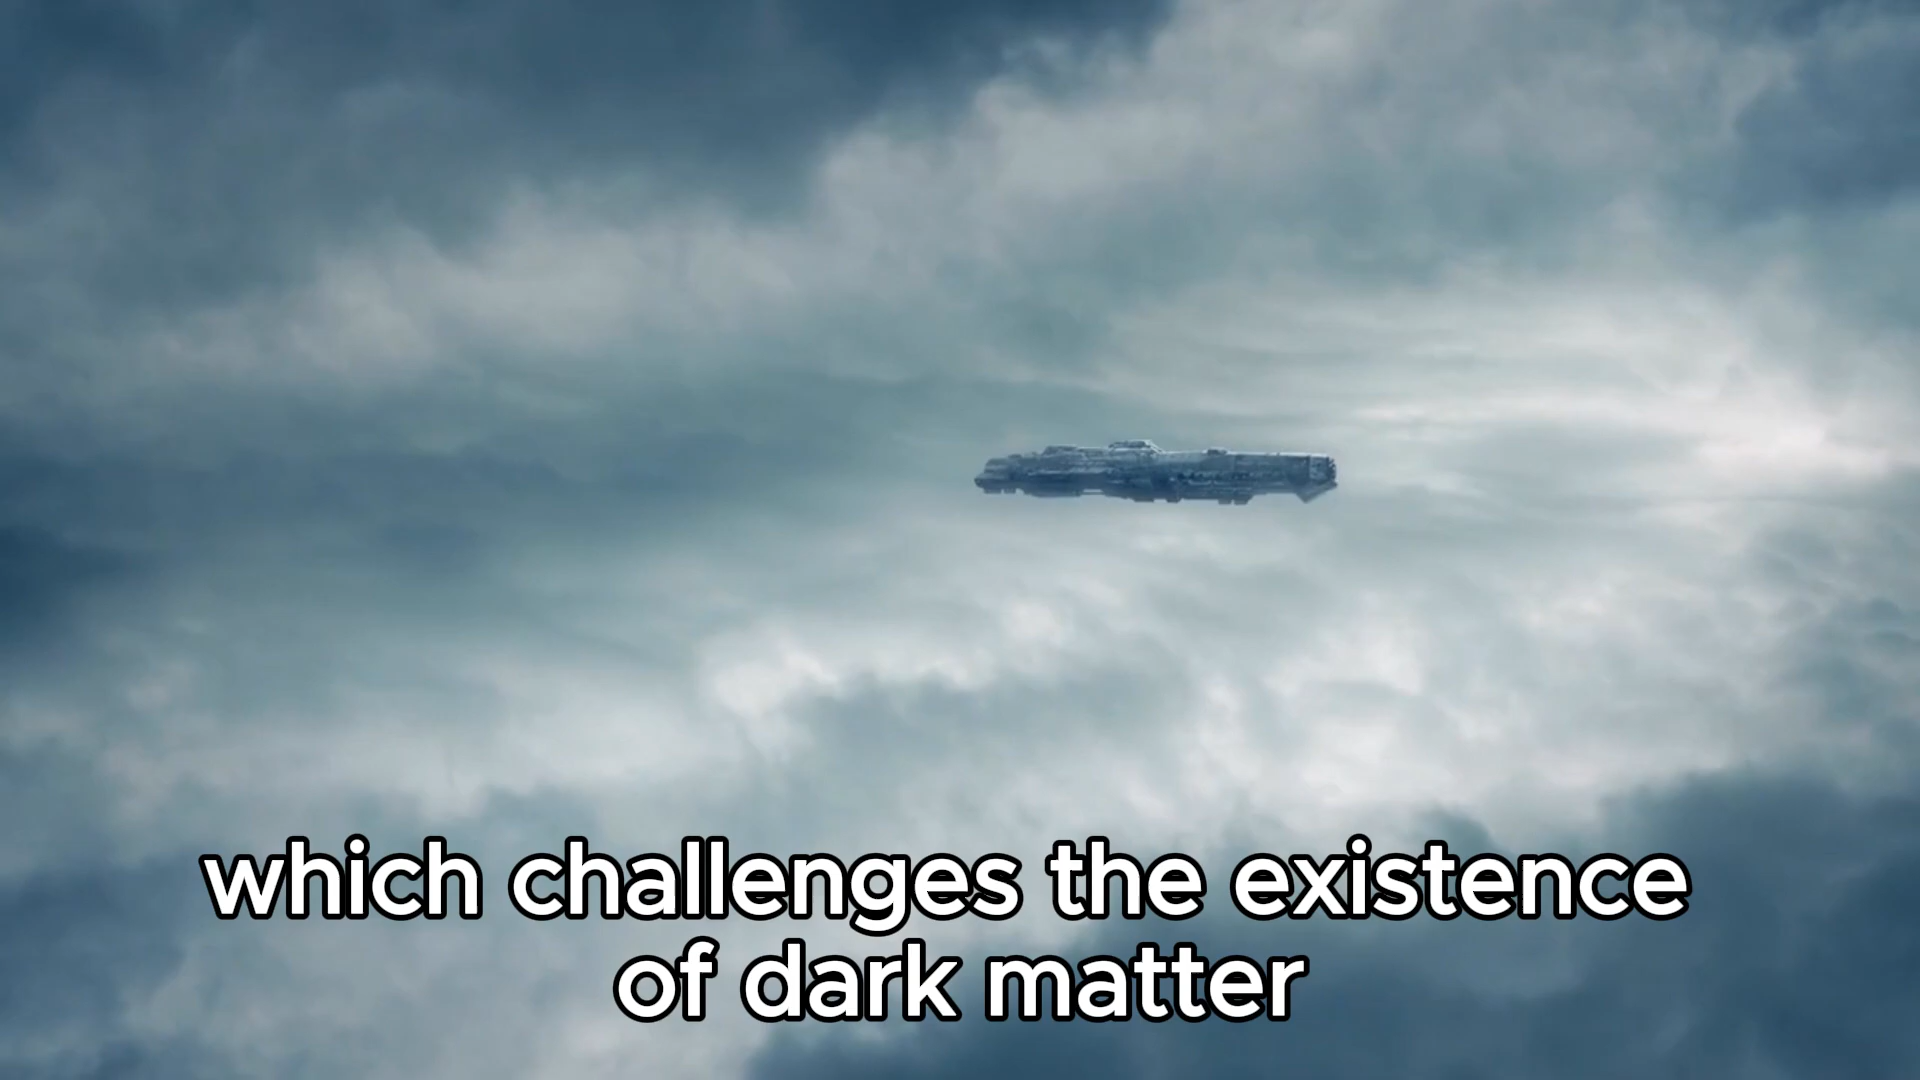 which challenges the existence
of dark matter